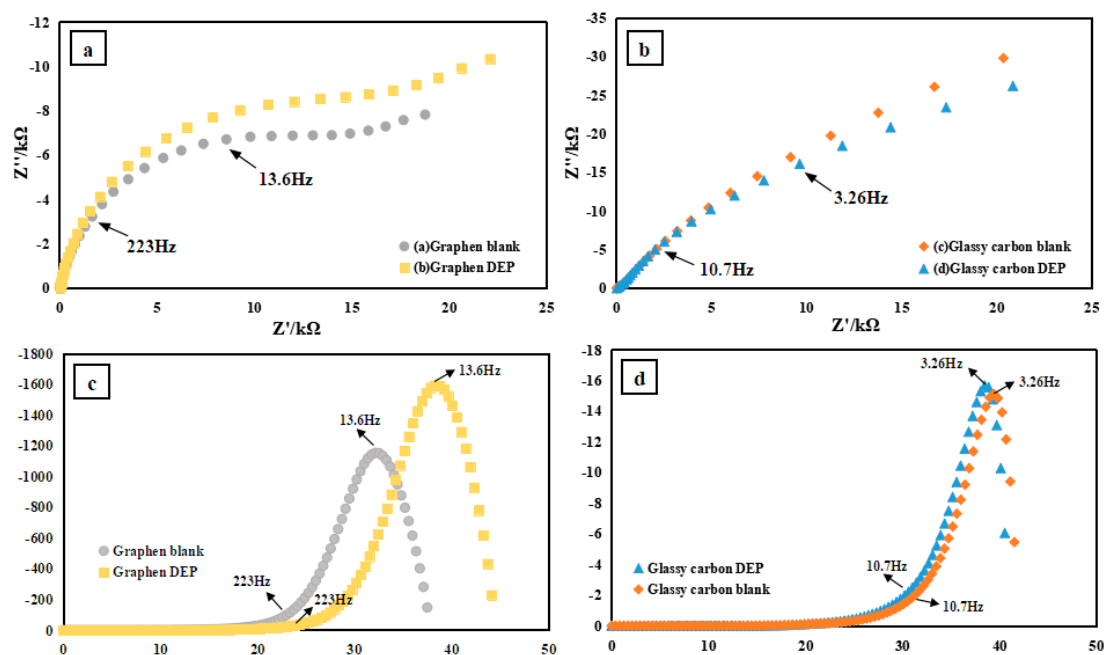 a
-12
-10
-8
-6
-4
-2
0
Z''/kΩ
13.6Hz
223Hz
(a)Graphen blank
(b)Graphen DEP
0 5 10 15 20 25
Z'/kΩ
b
-35
-30
-25
-20
-15
-10
-5
0
Z''/kΩ
3.26Hz
10.7Hz
(c)Glassy carbon blank
(d)Glassy carbon DEP
0 5 10 15 20 25
Z'/kΩ
c
-1800
-1600
-1400
-1200
-1000
-800
-600
-400
-200
0
13.6Hz
13.6Hz
Graphen blank
Graphen DEP
223Hz
223Hz
0 10 20 30 40 50
d
-18
-16
-14
-12
-10
-8
-6
-4
-2
0
3.26Hz
3.26Hz
Glassy carbon DEP
Glassy carbon blank
10.7Hz
10.7Hz
0 10 20 30 40 50